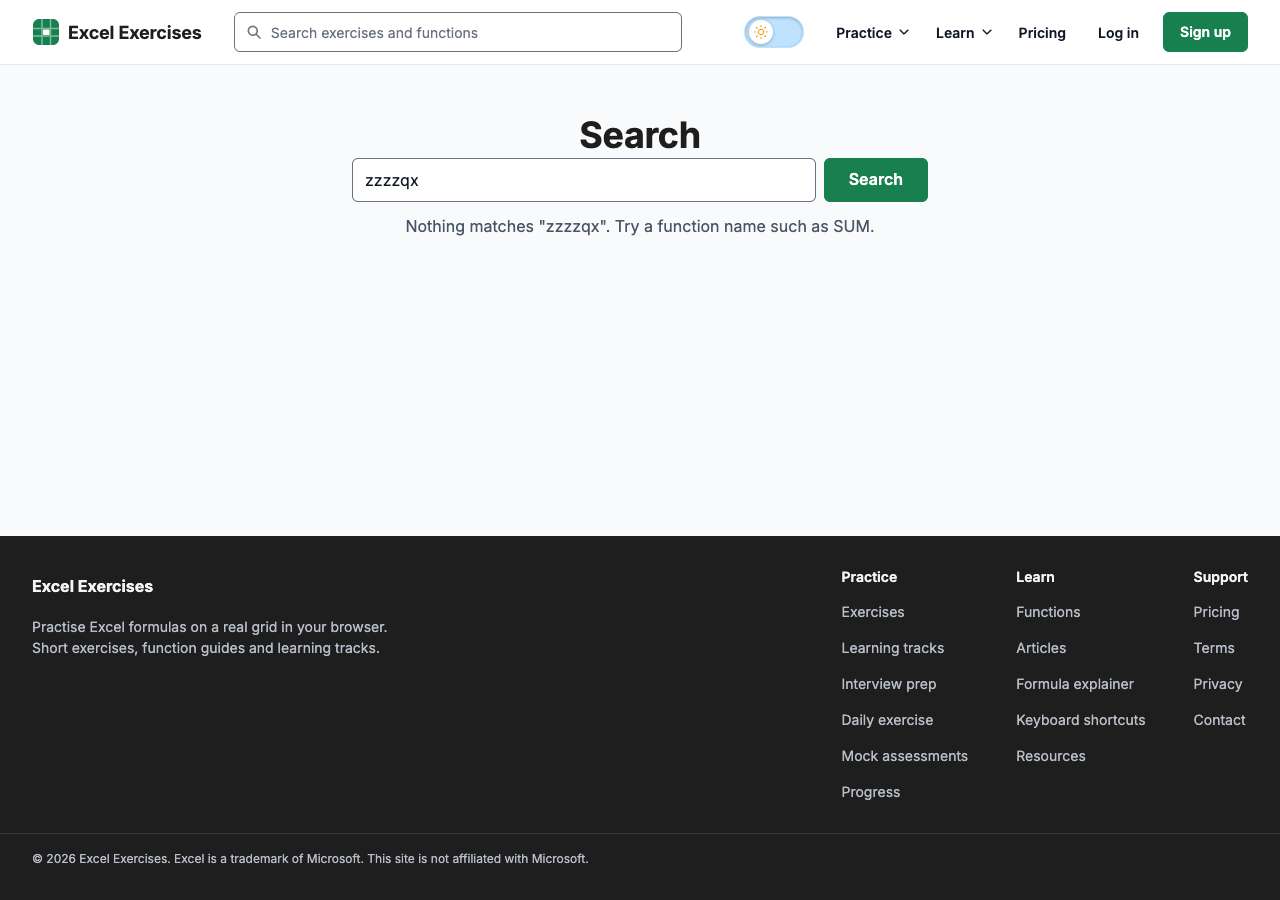 Excel Exercises
Search exercises and functions
Practice
Learn
Pricing
Log in
Sign up
Search
zzzzqx
Search
Nothing matches "zzzzqx". Try a function name such as SUM.
Excel Exercises
Practise Excel formulas on a real grid in your browser.
Short exercises, function guides and learning tracks.
Practice
Exercises
Learning tracks
Interview prep
Daily exercise
Mock assessments
Progress
Learn
Functions
Articles
Formula explainer
Keyboard shortcuts
Resources
Support
Pricing
Terms
Privacy
Contact
© 2026 Excel Exercises. Excel is a trademark of Microsoft. This site is not affiliated with Microsoft.